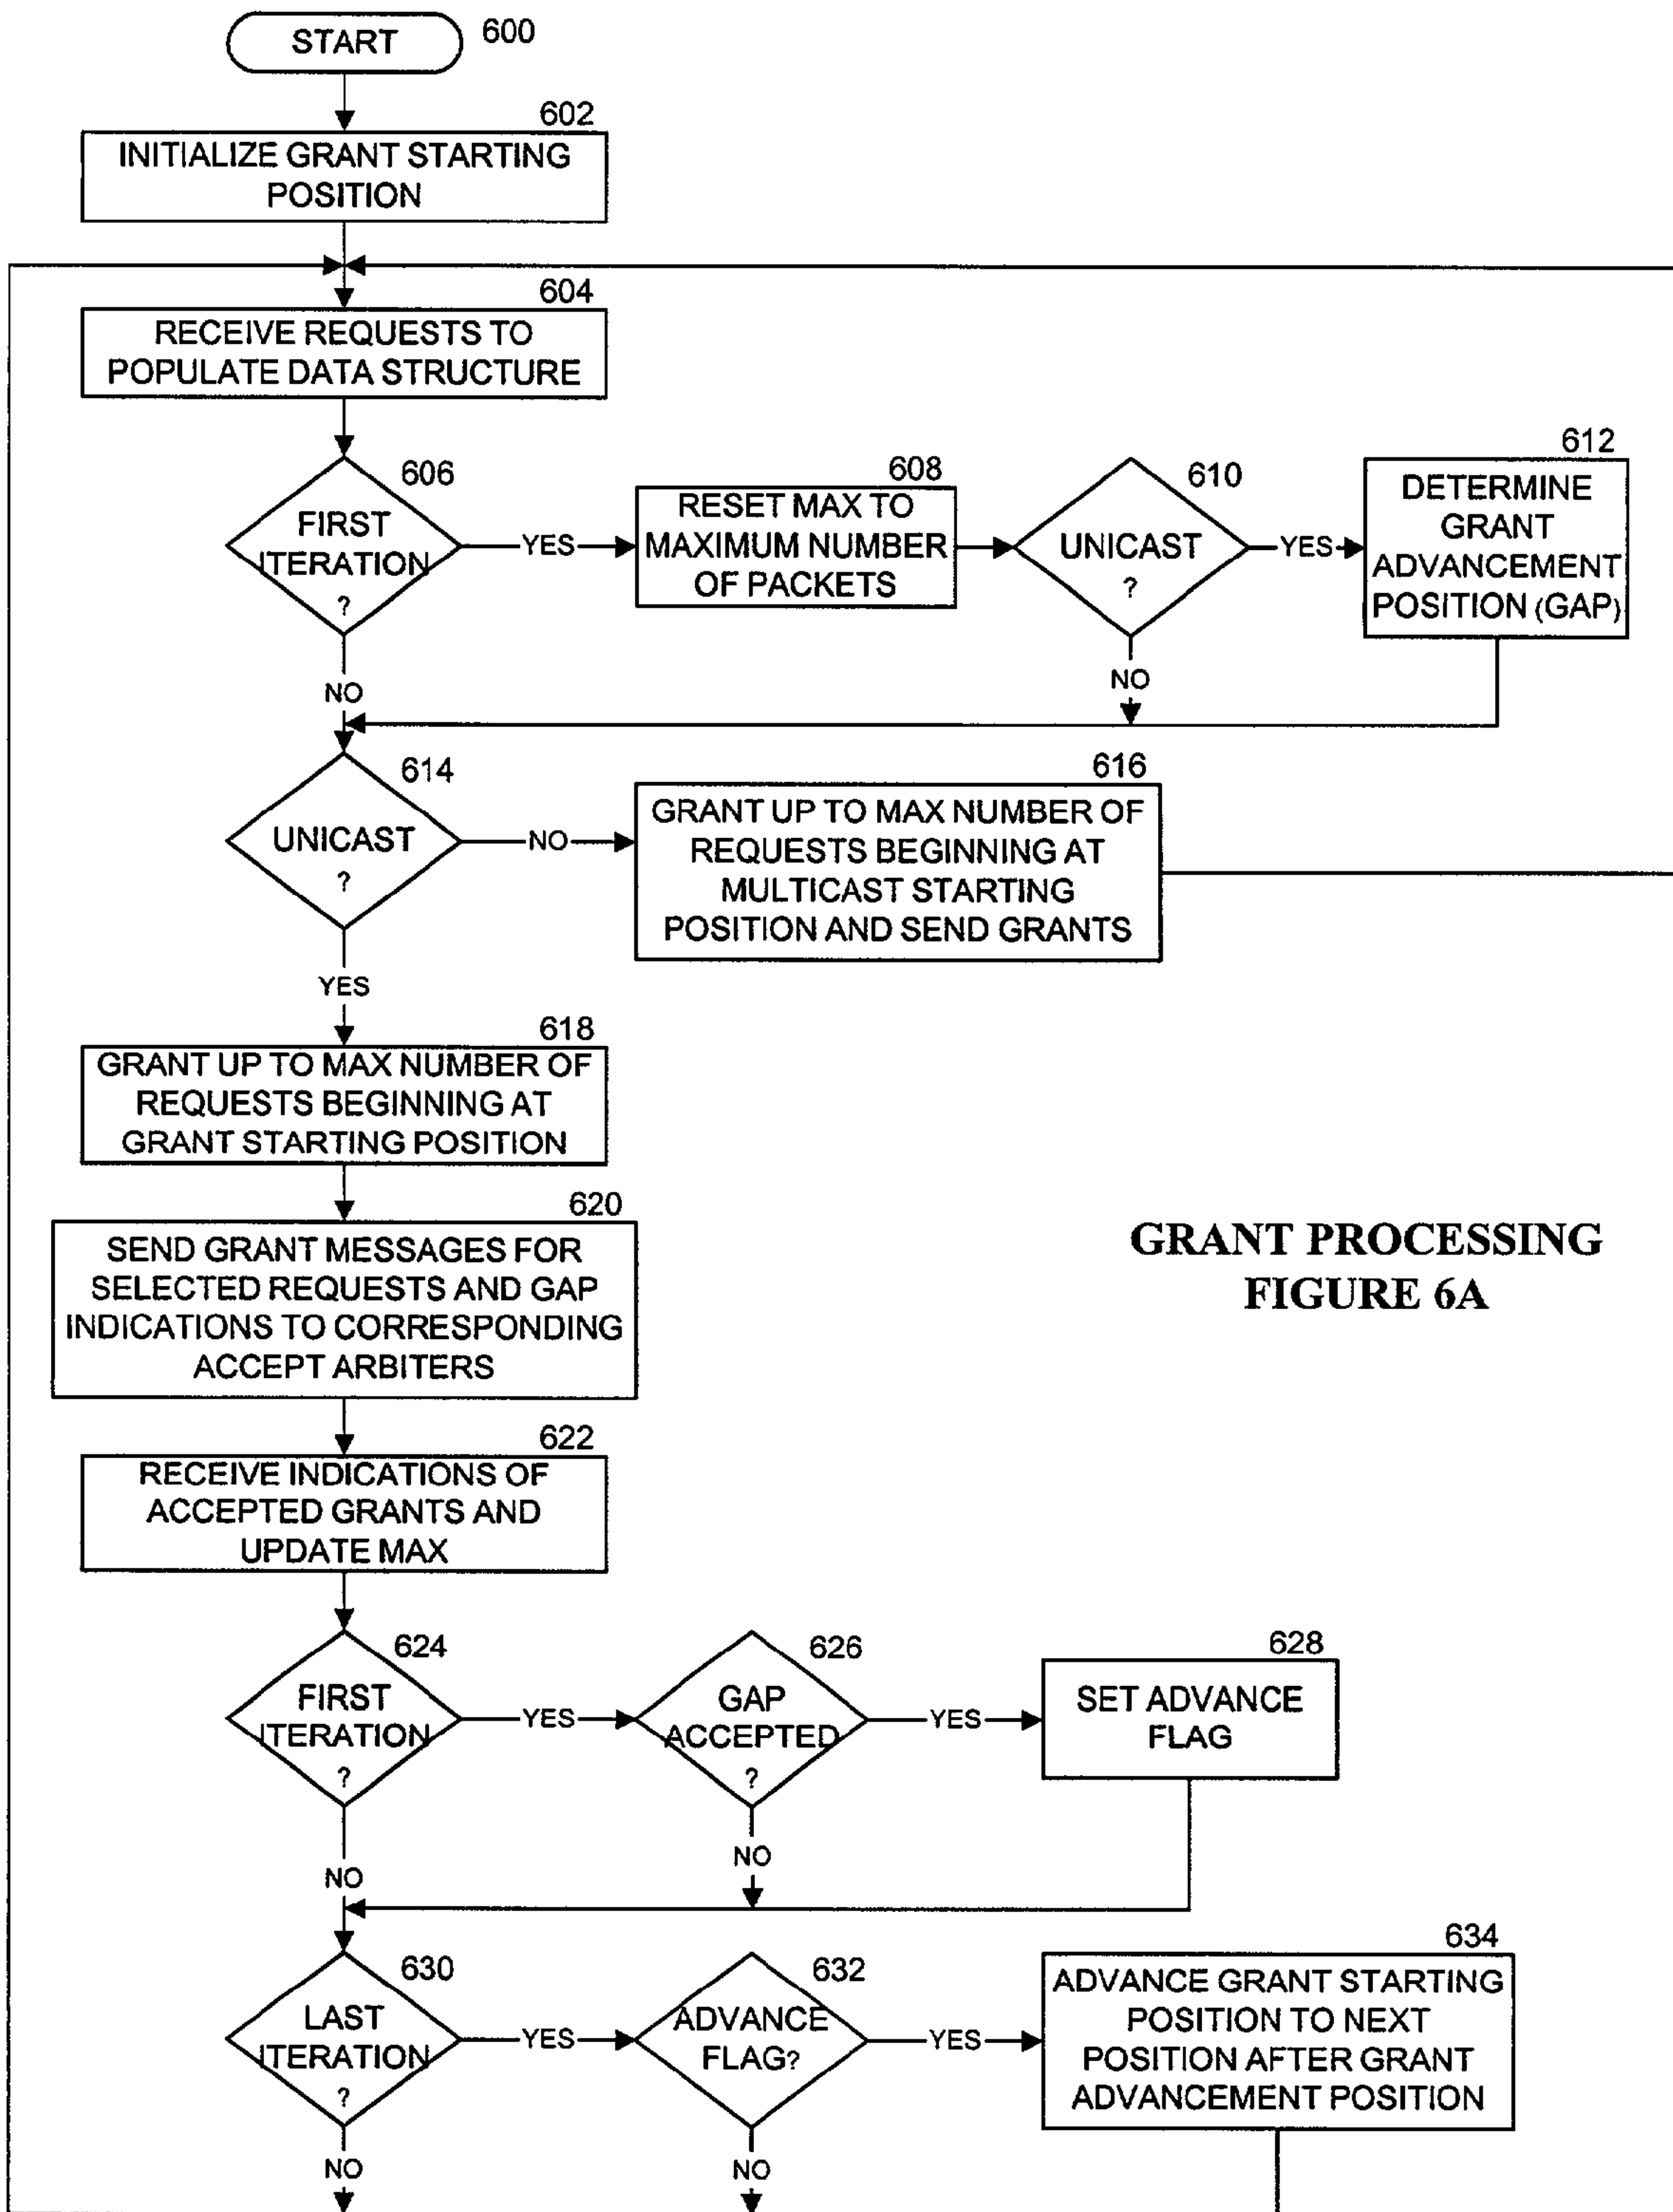 START
600
602
INITIALIZE GRANT STARTING
POSITION
604
RECEIVE REQUESTS TO
POPULATE DATA STRUCTURE
606
FIRST
ITERATION
?
YES
608
RESET MAX TO
MAXIMUM NUMBER
OF PACKETS
610
UNICAST
?
YES
612
DETERMINE
GRANT
ADVANCEMENT
POSITION (GAP)
NO
NO
614
UNICAST
?
NO
616
GRANT UP TO MAX NUMBER OF
REQUESTS BEGINNING AT
MULTICAST STARTING
POSITION AND SEND GRANTS
YES
618
GRANT UP TO MAX NUMBER OF
REQUESTS BEGINNING AT
GRANT STARTING POSITION
620
SEND GRANT MESSAGES FOR
SELECTED REQUESTS AND GAP
INDICATIONS TO CORRESPONDING
ACCEPT ARBITERS
GRANT PROCESSING
FIGURE 6A
622
RECEIVE INDICATIONS OF
ACCEPTED GRANTS AND
UPDATE MAX
624
FIRST
ITERATION
?
YES
626
GAP
ACCEPTED
?
YES
628
SET ADVANCE
FLAG
NO
NO
630
LAST
ITERATION
?
YES
632
ADVANCE
FLAG?
YES
634
ADVANCE GRANT STARTING
POSITION TO NEXT
POSITION AFTER GRANT
ADVANCEMENT POSITION
NO
NO